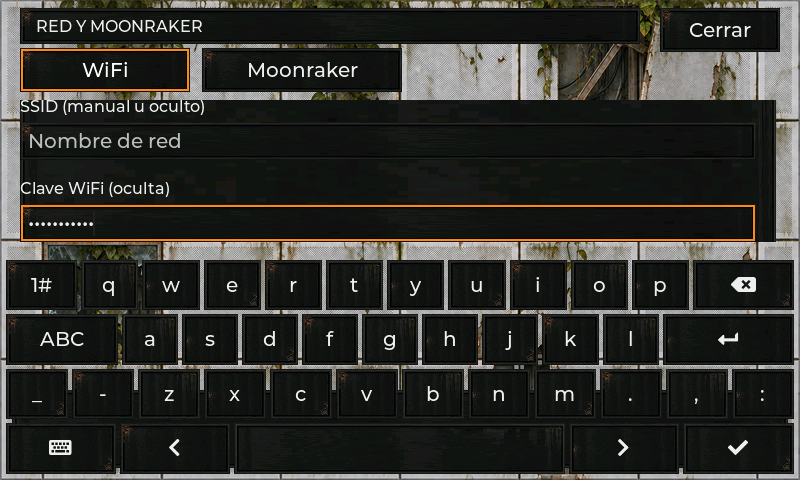 RED Y MOONRAKER
Cerrar
WiFi
Moonraker
SSID (manual u oculto)
Nombre de red
Clave WiFi (oculta)
•••••••••••
1# q w e r t y u i o p
ABC a s d f g h j k l
_ - z x c v b n m . , :